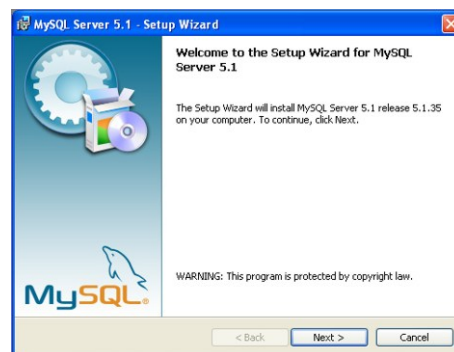 MySQL Server 5.1 - Setup Wizard
Welcome to the Setup Wizard for MySQL
Server 5.1
The Setup Wizard will install MySQL Server 5.1 release 5.1.35
on your computer. To continue, click Next.
WARNING: This program is protected by copyright law.
MySQL®
< Back
Next >
Cancel